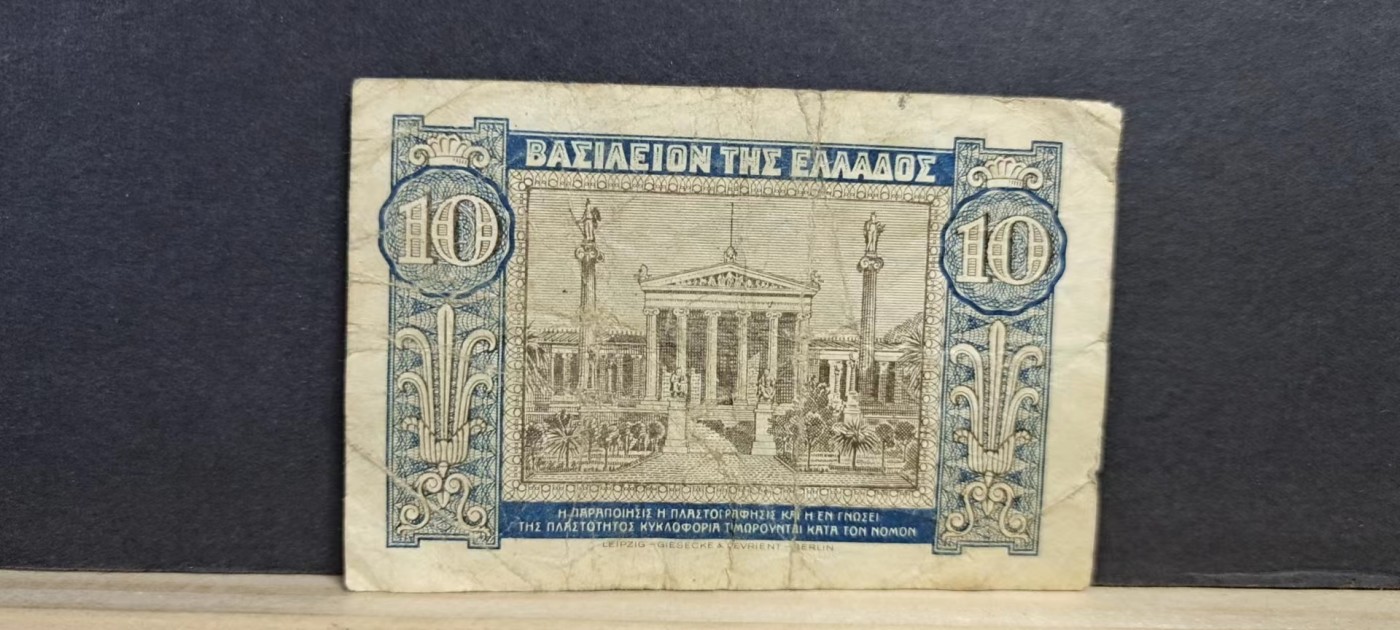 ΒΑΣΙΛΕΙΟΝ ΤΗΣ ΕΛΛΑΔΟΣ
10
10
Η ΠΑΡΑΠΟΙΗΣΙΣ Η ΠΛΑΣΤΟΓΡΑΦΗΣΙΣ ΚΑΙ Η ΕΝ ΓΝΩΣΕΙ
ΤΗΣ ΠΛΑΣΤΟΤΗΤΟΣ ΚΥΚΛΟΦΟΡΙΑ ΤΙΜΩΡΟΥΝΤΑΙ ΚΑΤΑ ΤΟΝ ΝΟΜΟΝ
LEIPZIG - GIESECKE & DEVRIENT - BERLIN